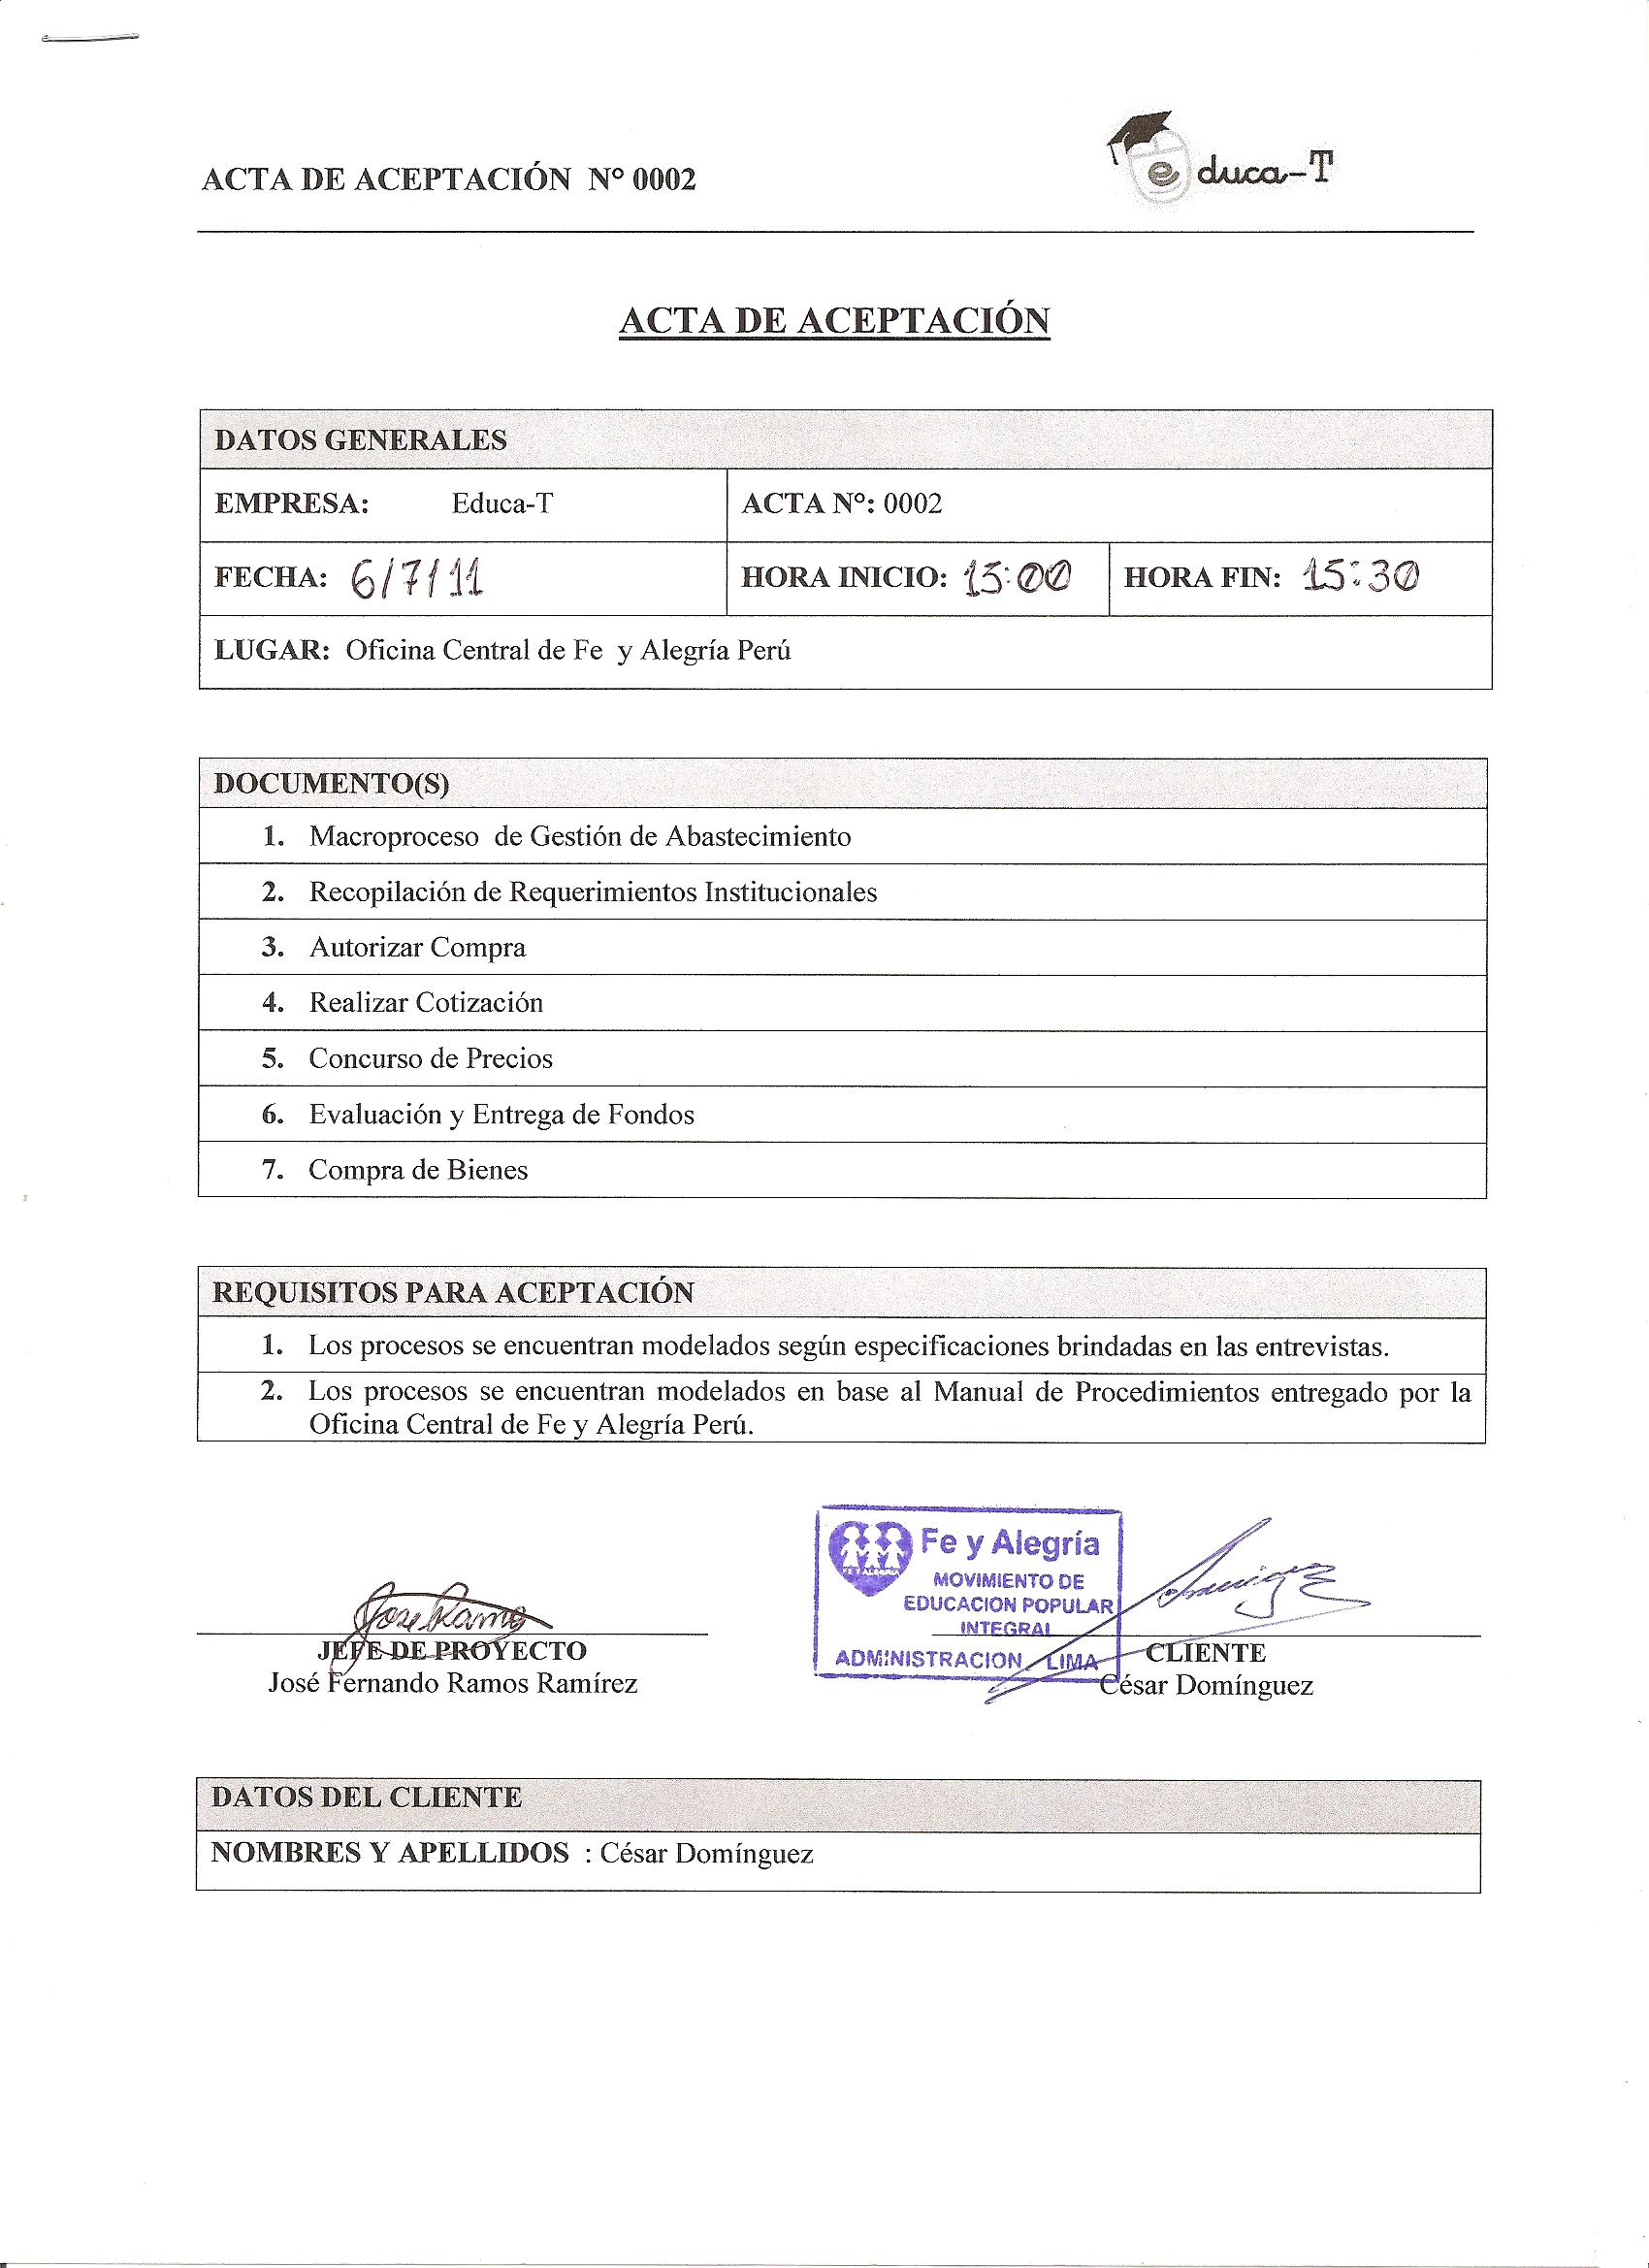 ACTA DE ACEPTACIÓN N° 0002
educa-T
ACTA DE ACEPTACIÓN
DATOS GENERALES
EMPRESA: Educa-T
ACTA N°: 0002
FECHA: 6/7/11
HORA INICIO: 15:00
HORA FIN: 15:30
LUGAR: Oficina Central de Fe y Alegría Perú
DOCUMENTO(S)
1. Macroproceso de Gestión de Abastecimiento
2. Recopilación de Requerimientos Institucionales
3. Autorizar Compra
4. Realizar Cotización
5. Concurso de Precios
6. Evaluación y Entrega de Fondos
7. Compra de Bienes
REQUISITOS PARA ACEPTACIÓN
1. Los procesos se encuentran modelados según especificaciones brindadas en las entrevistas.
2. Los procesos se encuentran modelados en base al Manual de Procedimientos entregado por la
Oficina Central de Fe y Alegría Perú.
Jose Ramos
JEFE DE PROYECTO
José Fernando Ramos Ramírez
Fe y Alegría
MOVIMIENTO DE
EDUCACION POPULAR
INTEGRAL
ADMINISTRACION LIMA
CLIENTE
César Domínguez
DATOS DEL CLIENTE
NOMBRES Y APELLIDOS : César Domínguez